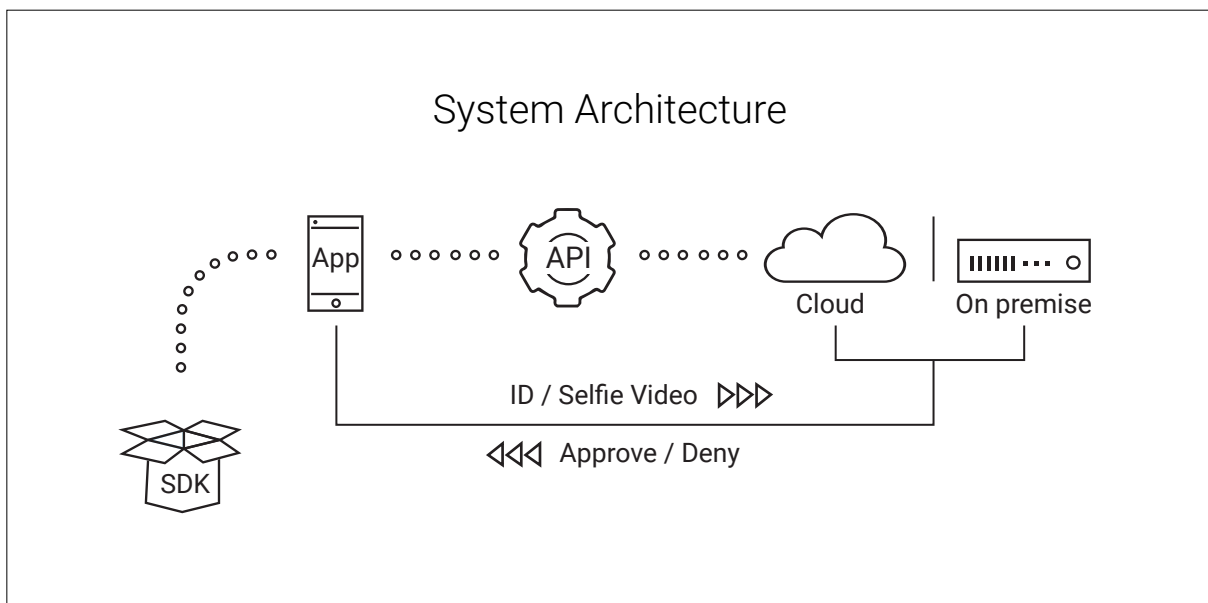 System Architecture
App
API
Cloud
On premise
ID / Selfie Video
Approve / Deny
SDK